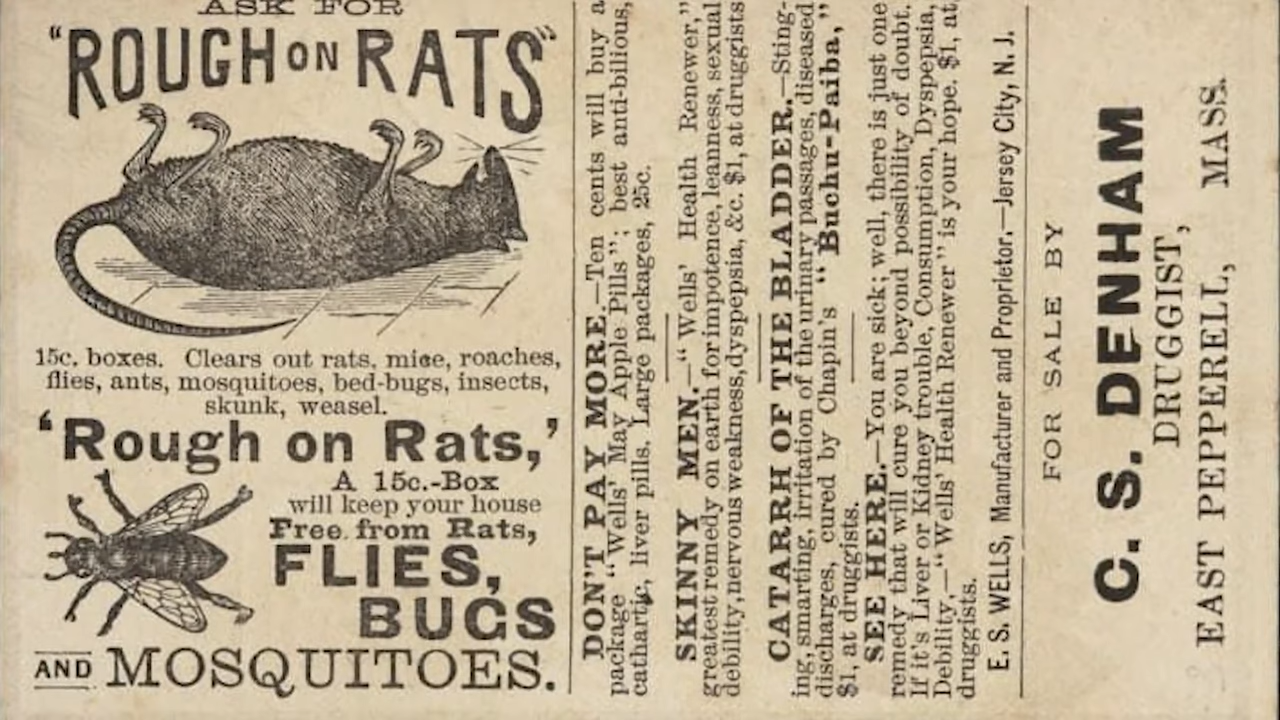 ASK FOR
"ROUGH ON RATS"
15c. boxes. Clears out rats, mice, roaches,
flies, ants, mosquitoes, bed-bugs, insects,
skunk, weasel.
'Rough on Rats,'
A 15c.-Box
will keep your house
Free from Rats,
FLIES,
BUGS
AND MOSQUITOES.
DON'T PAY MORE.—Ten cents will buy a
package "Wells' May Apple Pills"; best anti-bilious,
cathartic, liver pills. Large packages, 25c.
SKINNY MEN.—"Wells' Health Renewer,"
greatest remedy on earth for impotence, leanness, sexual
debility, nervous weakness, dyspepsia, &c. $1, at druggists
CATARRH OF THE BLADDER.—Sting-
ing, smarting, irritation of the urinary passages, diseased
discharges, cured by Chapin's "Buchu-Paiba,"
$1, at druggists.
SEE HERE.—You are sick; well, there is just one
remedy that will cure you beyond possibility of doubt.
If it's Liver or Kidney trouble, Consumption, Dyspepsia,
Debility,—"Wells' Health Renewer" is your hope. $1, at
druggists.
E. S. WELLS, Manufacturer and Proprietor.—Jersey City, N. J.
FOR SALE BY
C. S. DENHAM
DRUGGIST,
EAST PEPPERELL, MASS.